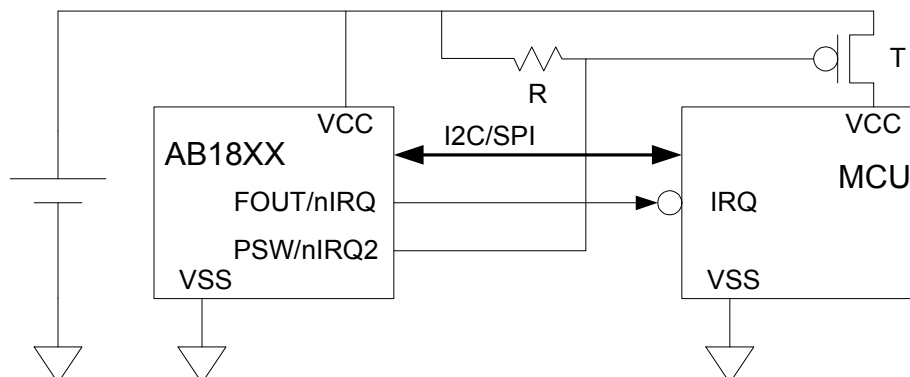 T
R
VCC
I2C/SPI
VCC
AB18XX
MCU
FOUT/nIRQ
IRQ
PSW/nIRQ2
VSS
VSS